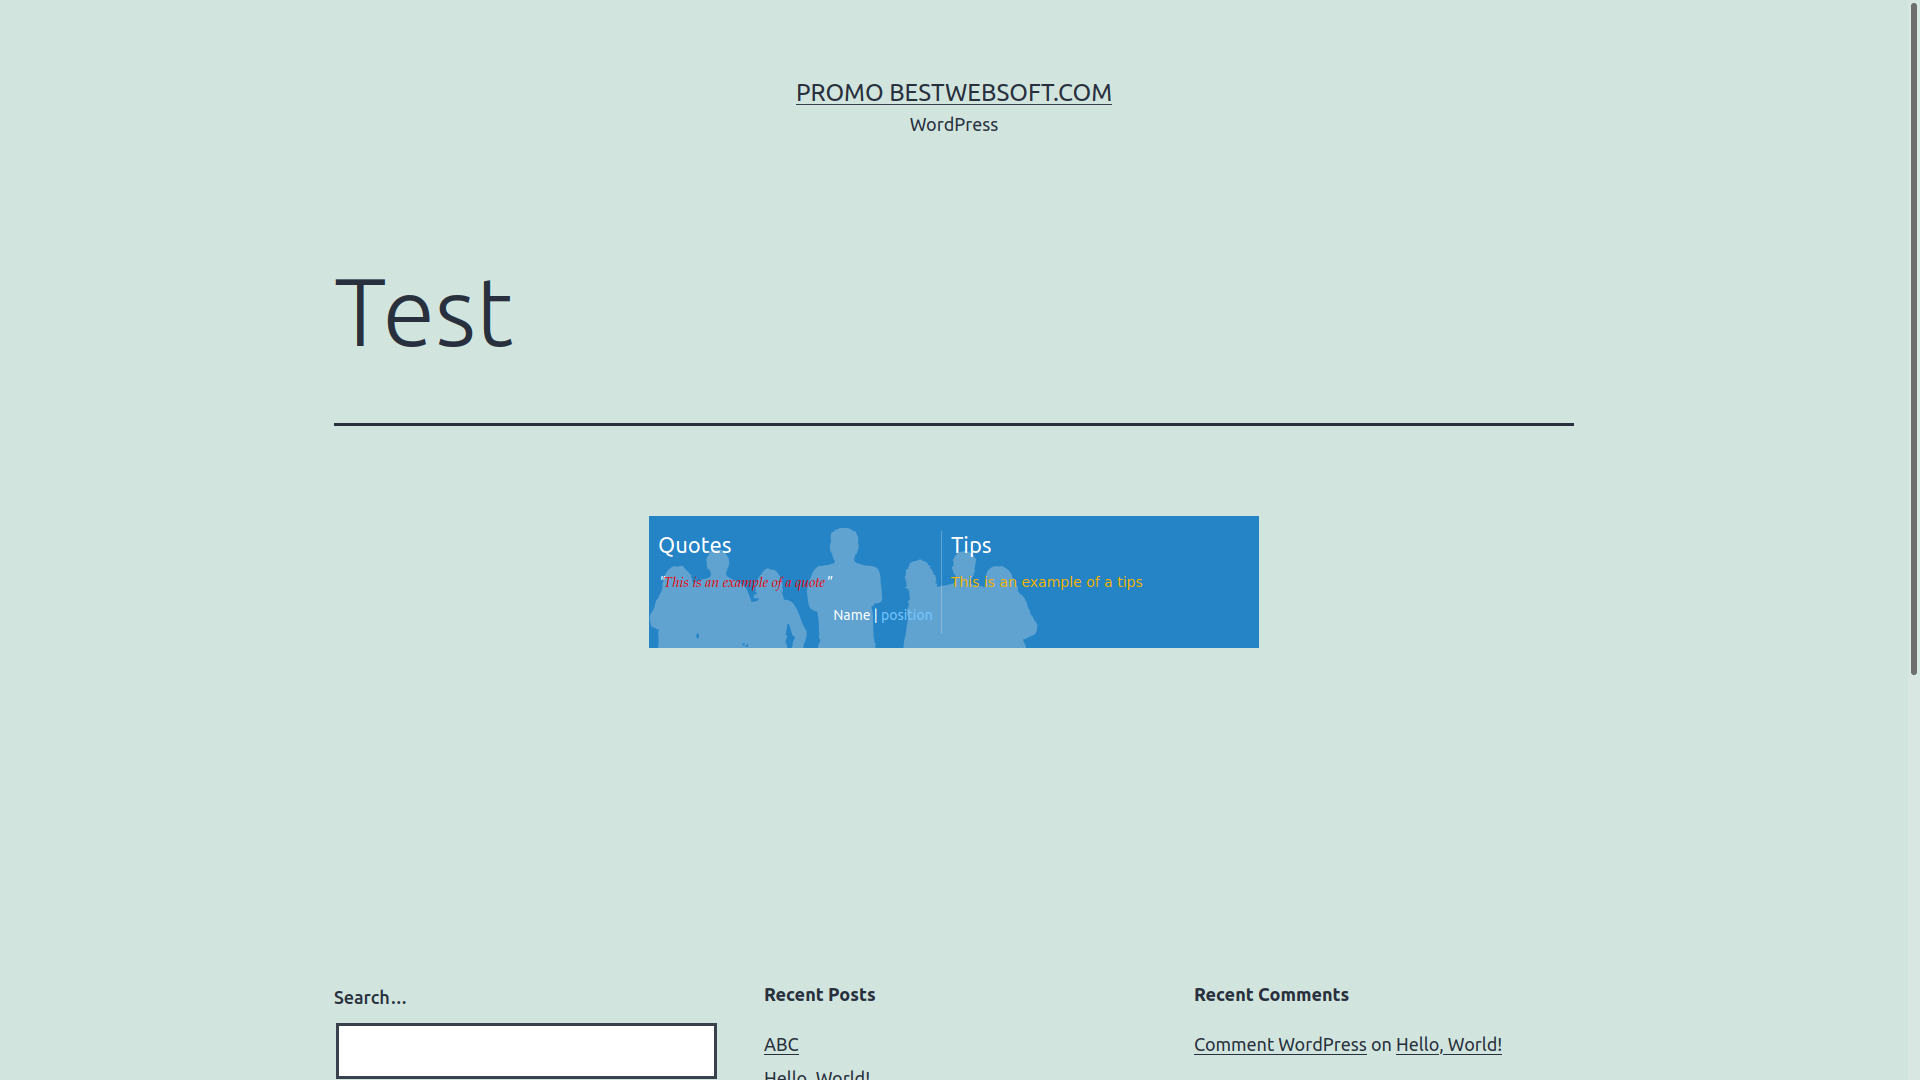 PROMO BESTWEBSOFT.COM
WordPress
Test
Quotes
"This is an example of a quote"
Name | position
Tips
This is an example of a tips
Search…
Recent Posts
ABC
Hello, World!
Recent Comments
Comment WordPress on Hello, World!